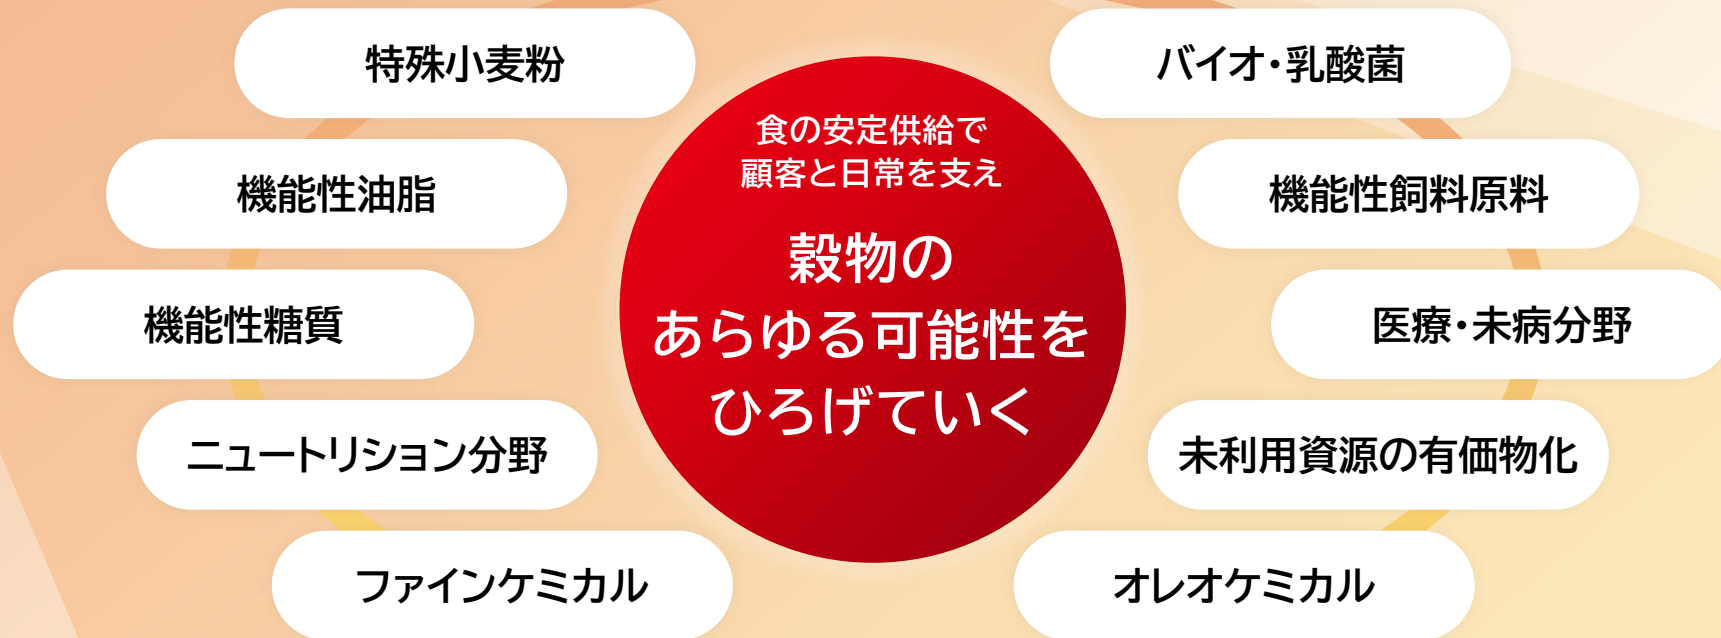 特殊小麦粉
機能性油脂
機能性糖質
ニュートリション分野
ファインケミカル
食の安定供給で
顧客と日常を支え
穀物の
あらゆる可能性を
ひろげていく
バイオ・乳酸菌
機能性飼料原料
医療・未病分野
未利用資源の有価物化
オレオケミカル